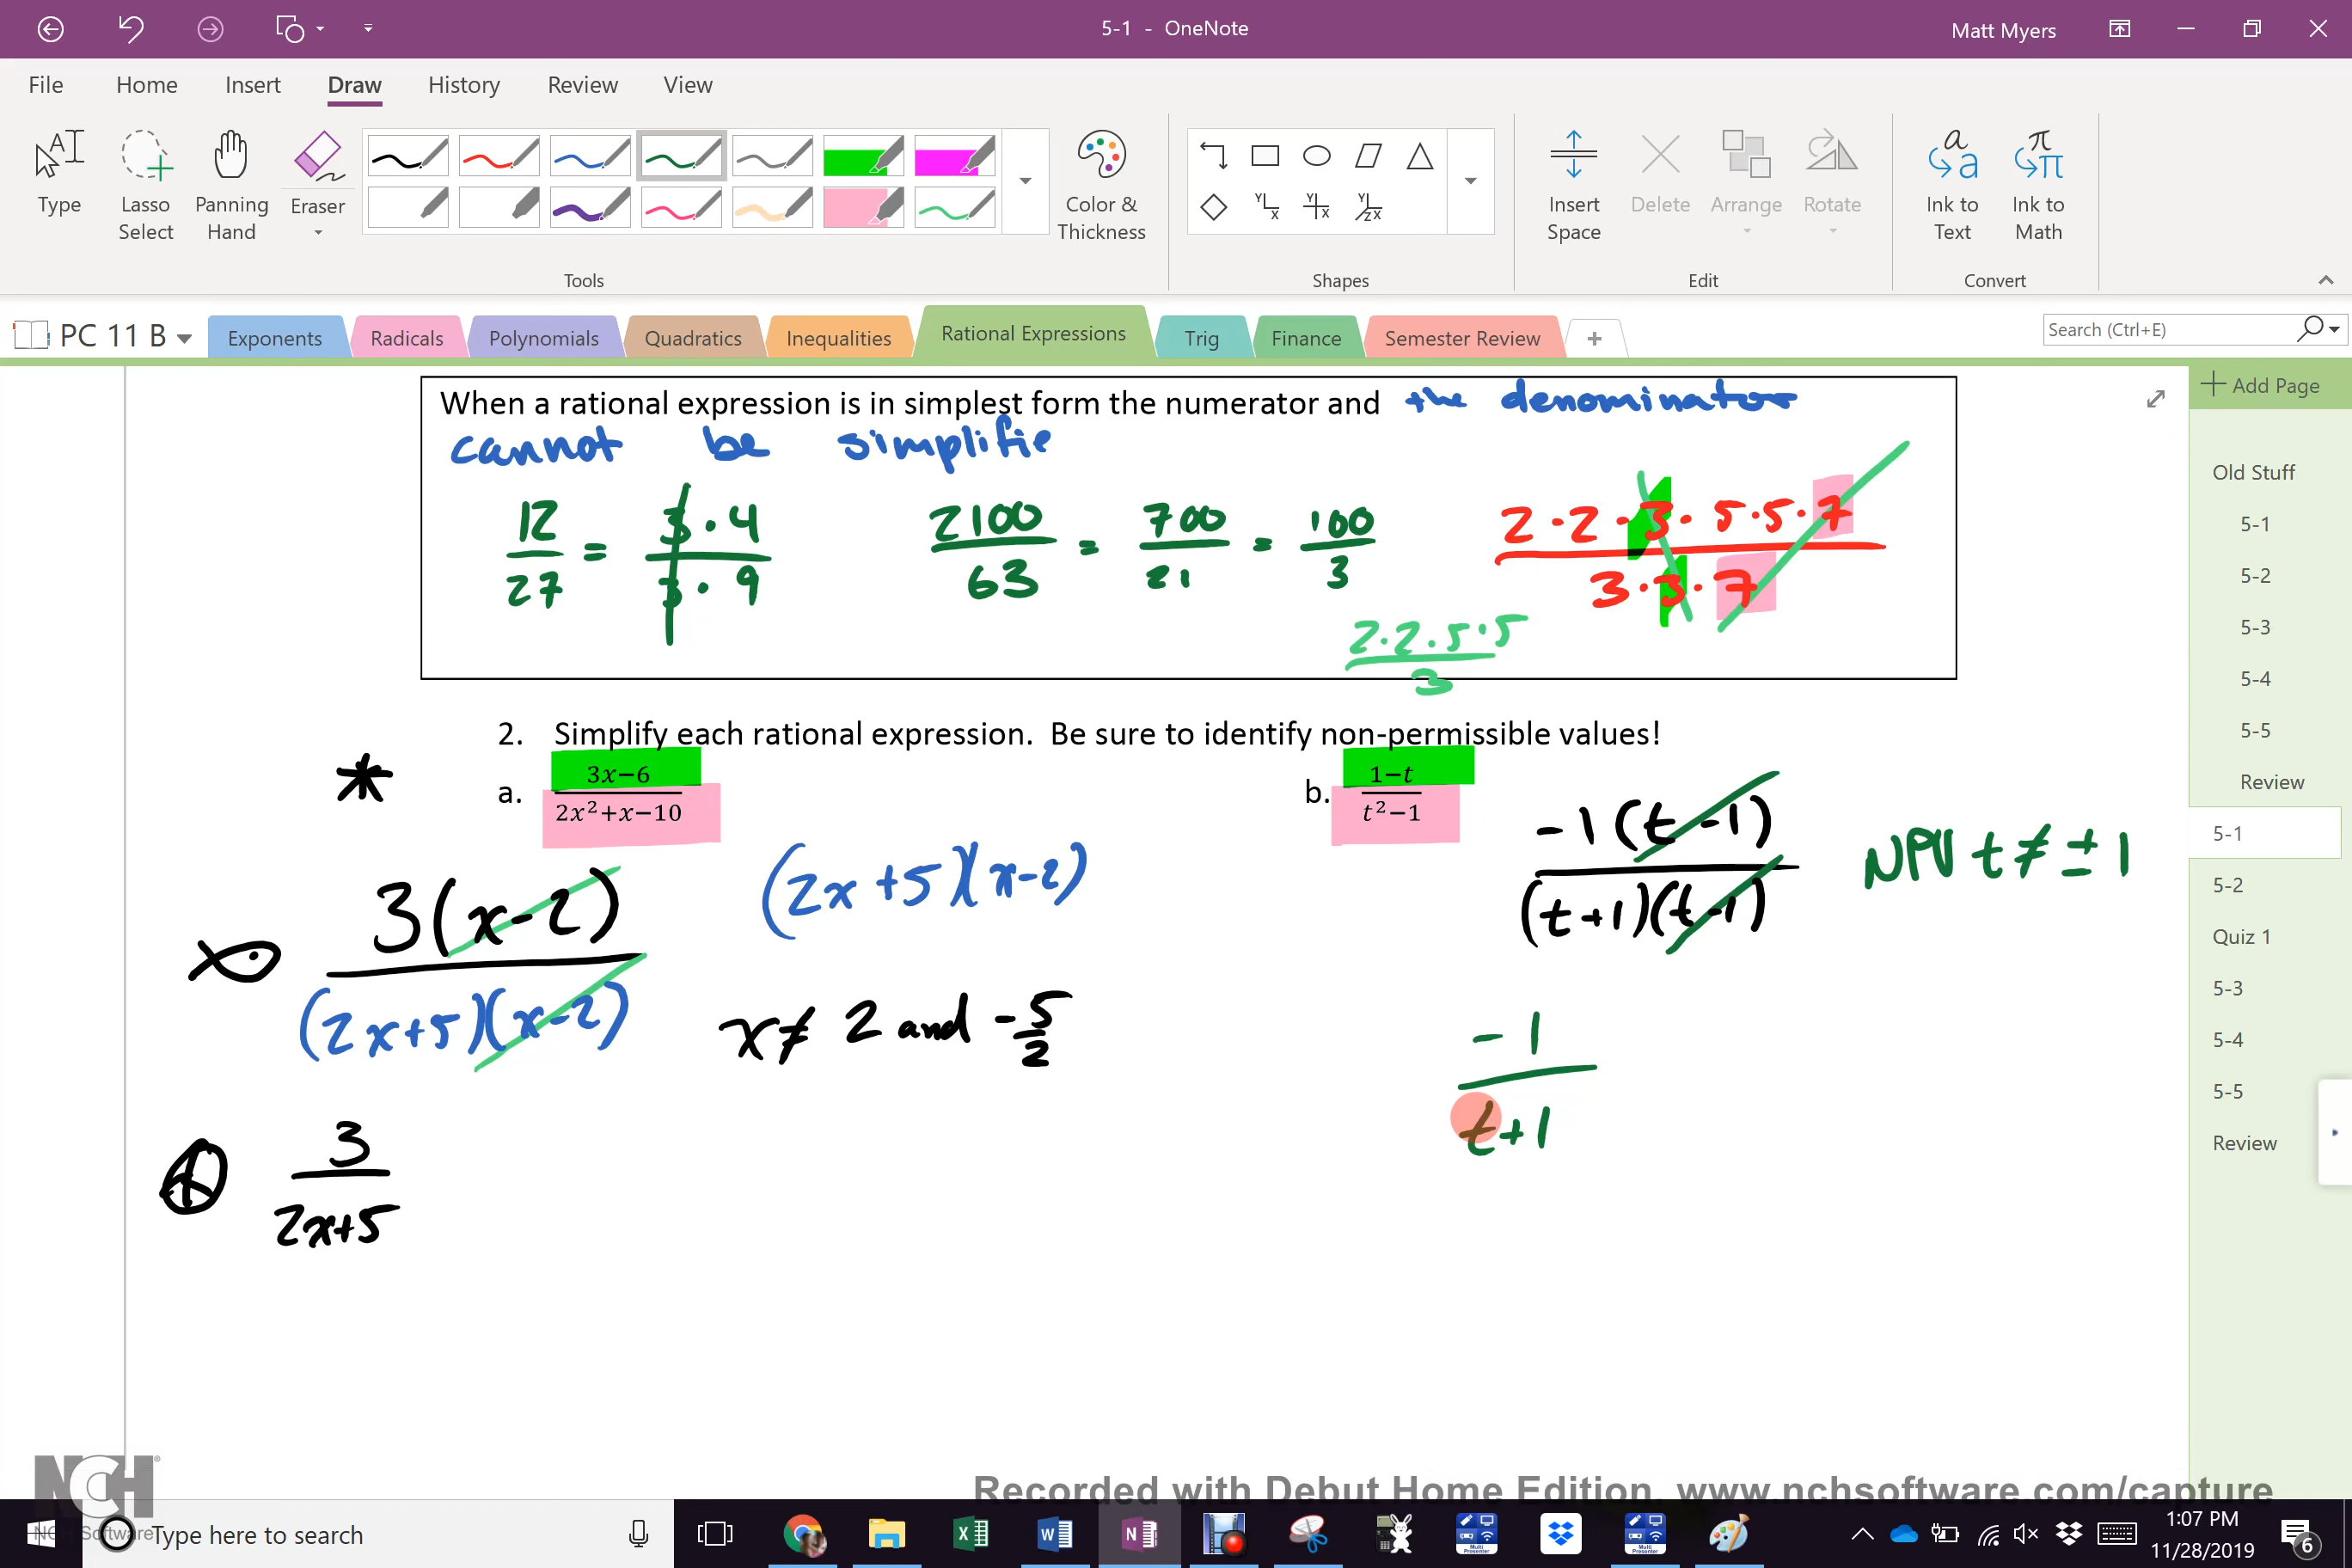 5-1 - OneNote
Matt Myers
File Home Insert Draw History Review View
Type
Lasso Select
Panning Hand
Eraser
Color & Thickness
Insert Space
Delete
Arrange
Rotate
Ink to Text
Ink to Math
Tools
Shapes
Edit
Convert
PC 11 B
Exponents Radicals Polynomials Quadratics Inequalities Rational Expressions Trig Finance Semester Review
Search (Ctrl+E)
Add Page
Old Stuff
5-1
5-2
5-3
5-4
5-5
Review
5-1
5-2
Quiz 1
5-3
5-4
5-5
Review
When a rational expression is in simplest form the numerator and the denominator
cannot be simplifie
12/27 = 3·4/3·9
2100/63 = 700/21 = 100/3
2·2·3·5·5·7/3·3·7
2·2·5·5/3
2. Simplify each rational expression. Be sure to identify non-permissible values!
a. 3x−6/2x²+x−10
b. 1−t/t²−1
3(x-2)/(2x+5)(x-2)
(2x+5)(x-2)
x≠ 2 and -5/2
3/2x+5
-1(t-1)/(t+1)(t-1)
NPV t ≠ ±1
-1/t+1
NCH®
NCH Software
Recorded with Debut Home Edition www.nchsoftware.com/capture
Type here to search
1:07 PM
11/28/2019
6